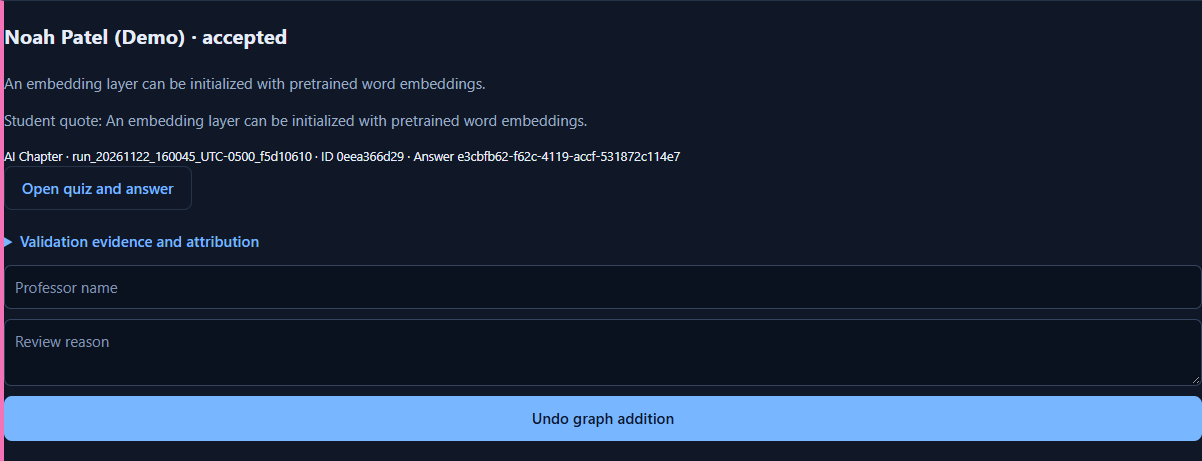 Noah Patel (Demo) · accepted
An embedding layer can be initialized with pretrained word embeddings.
Student quote: An embedding layer can be initialized with pretrained word embeddings.
AI Chapter · run_20261122_160045_UTC-0500_f5d10610 · ID 0eea366d29 · Answer e3cbfb62-f62c-4119-accf-531872c114e7
Open quiz and answer
Validation evidence and attribution
Professor name
Review reason
Undo graph addition